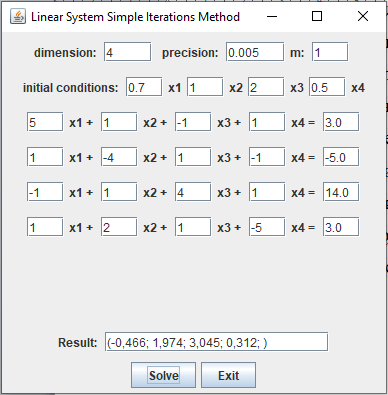 Linear System Simple Iterations Method
dimension: 4 precision: 0.005 m: 1
initial conditions: 0.7 x1 1 x2 2 x3 0.5 x4
5 x1 + 1 x2 + -1 x3 + 1 x4 = 3.0
1 x1 + -4 x2 + 1 x3 + -1 x4 = -5.0
-1 x1 + 1 x2 + 4 x3 + 1 x4 = 14.0
1 x1 + 2 x2 + 1 x3 + -5 x4 = 3.0
Result: (-0,466; 1,974; 3,045; 0,312; )
Solve Exit